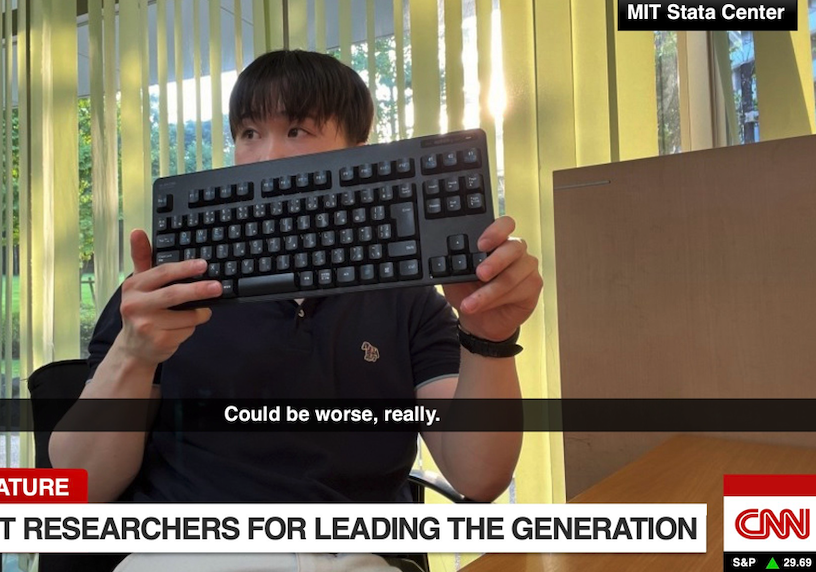 MIT Stata Center
Could be worse, really.
ATURE
T RESEARCHERS FOR LEADING THE GENERATION
CNN
S&P ▲ 29.69